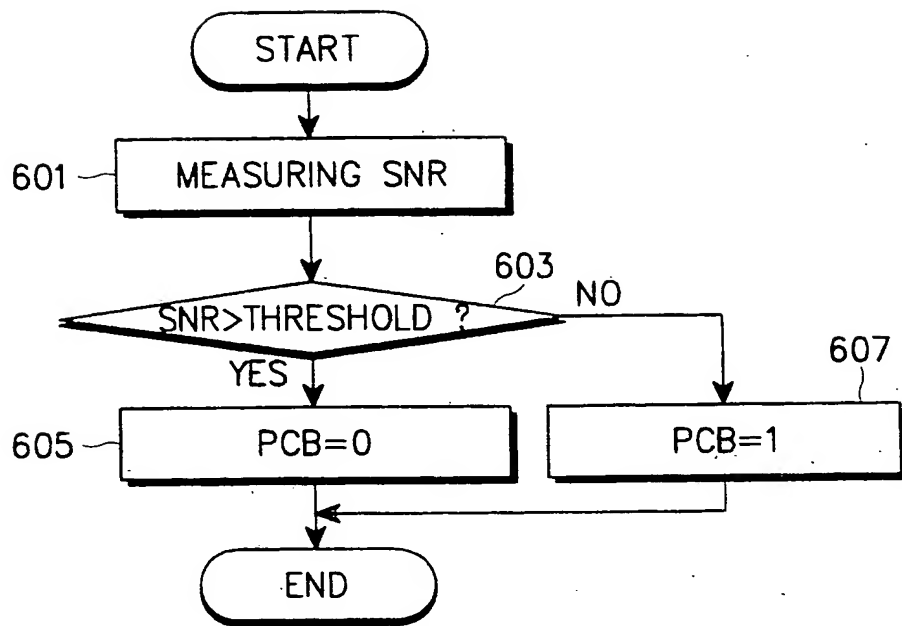 START
601
MEASURING SNR
603
SNR>THRESHOLD ?
NO
YES
607
605
PCB=0
PCB=1
END